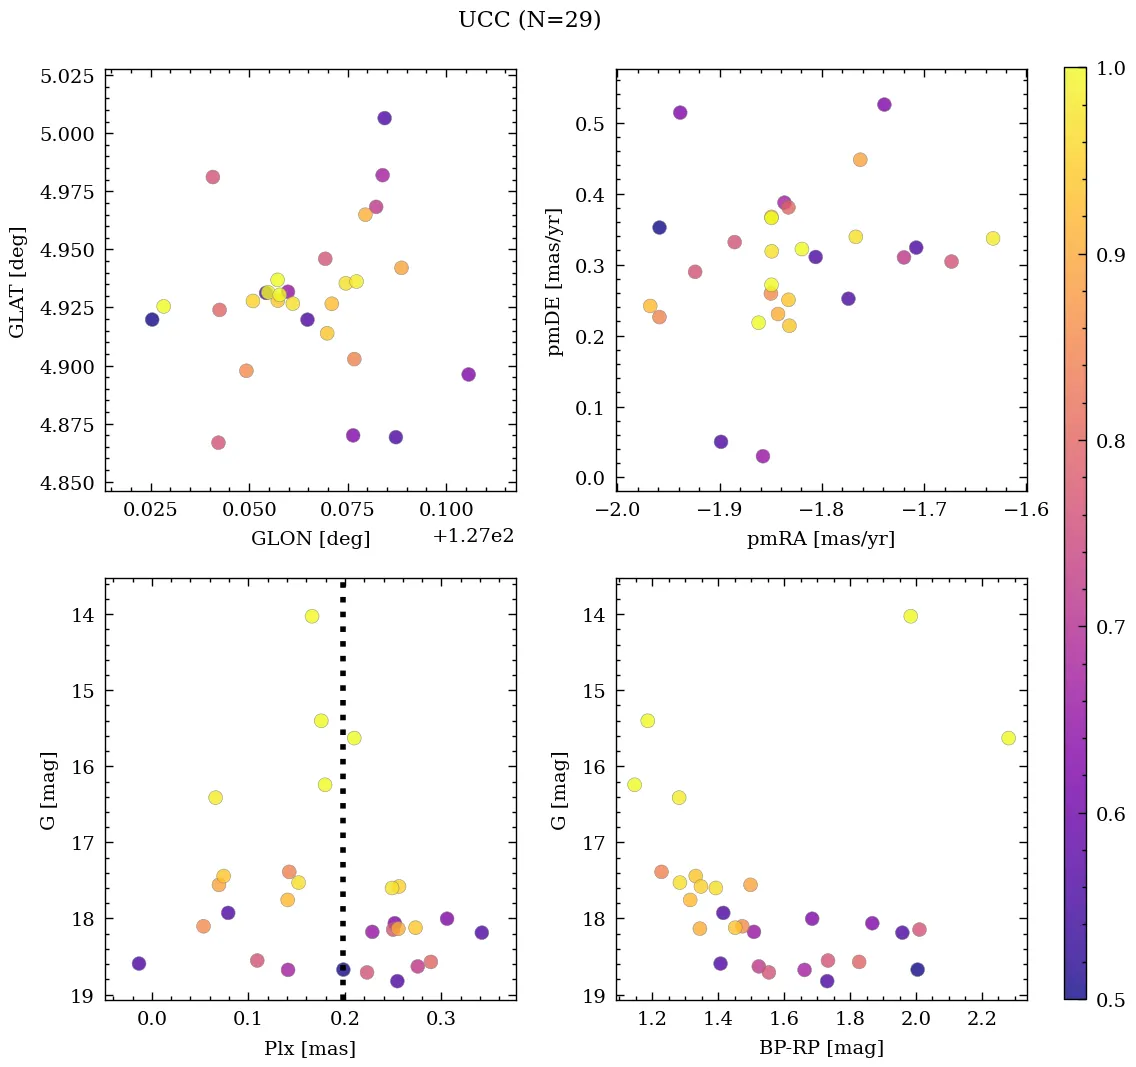 UCC (N=29)
5.025
5.000
4.975
4.950
4.925
4.900
4.875
4.850
GLAT [deg]
0.025 0.050 0.075 0.100
GLON [deg]
+1.27e2
0.5
0.4
0.3
0.2
0.1
0.0
pmDE [mas/yr]
−2.0 −1.9 −1.8 −1.7 −1.6
pmRA [mas/yr]
14
15
16
17
18
19
G [mag]
0.0 0.1 0.2 0.3
Plx [mas]
14
15
16
17
18
19
G [mag]
1.2 1.4 1.6 1.8 2.0 2.2
BP-RP [mag]
1.0
0.9
0.8
0.7
0.6
0.5